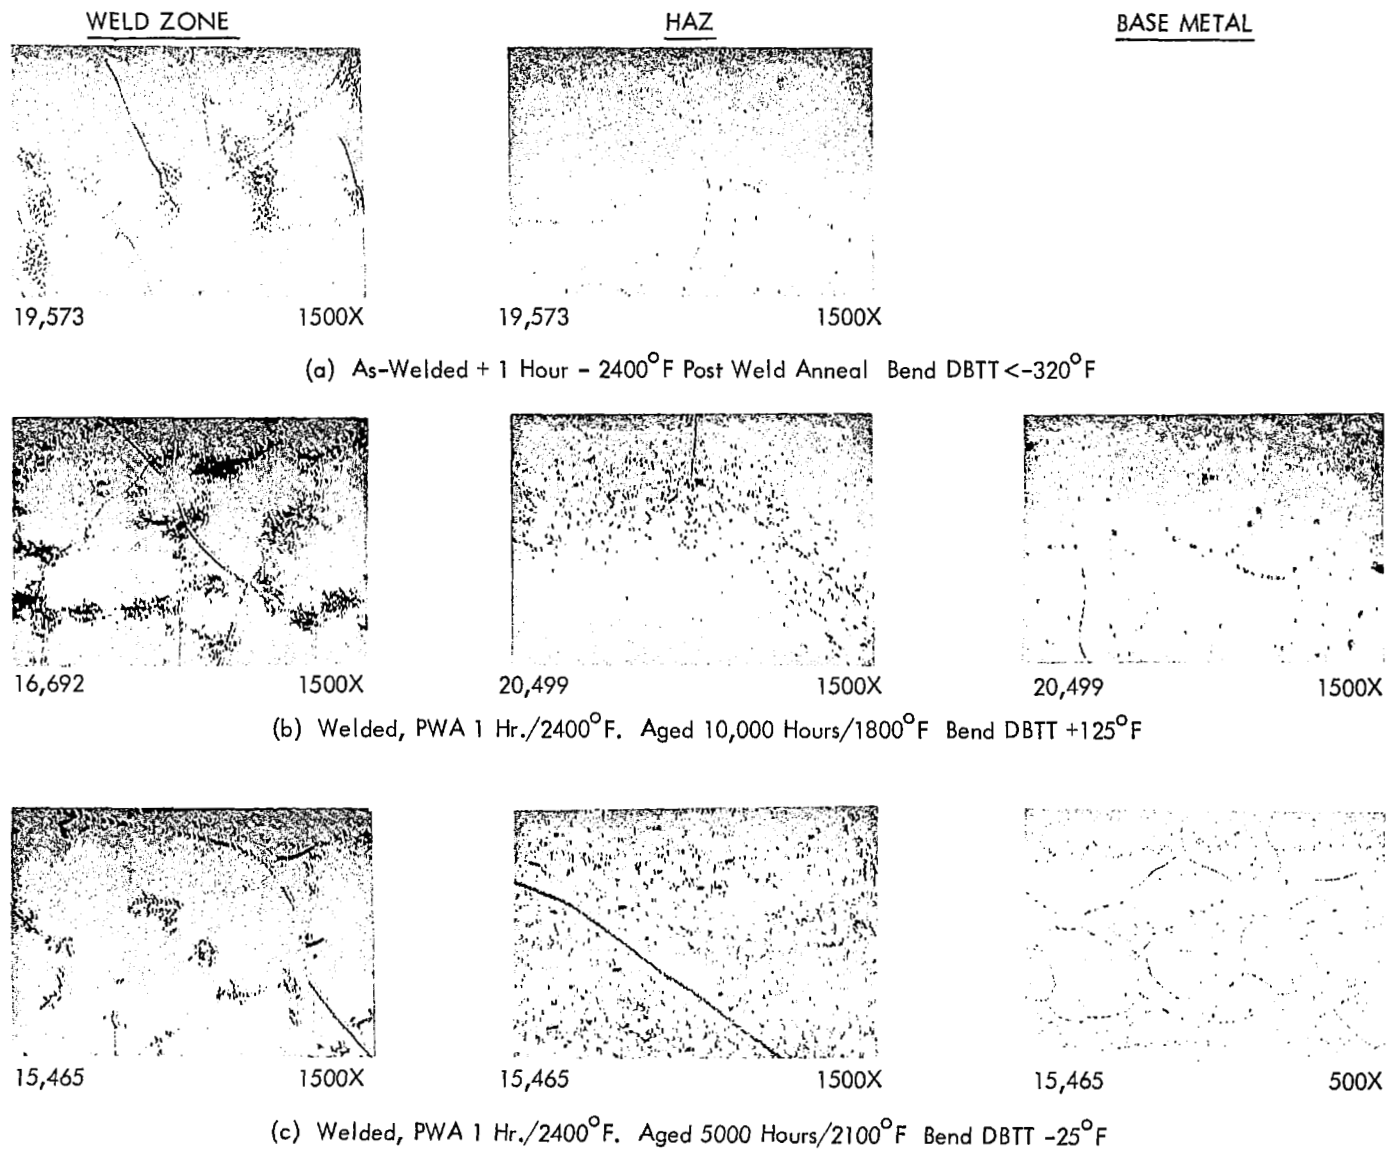 WELD ZONE HAZ BASE METAL
19,573 1500X 19,573 1500X
(a) As-Welded + 1 Hour - 2400°F Post Weld Anneal Bend DBTT <-320°F
16,692 1500X 20,499 1500X 20,499 1500X
(b) Welded, PWA 1 Hr./2400°F. Aged 10,000 Hours/1800°F Bend DBTT +125°F
15,465 1500X 15,465 1500X 15,465 500X
(c) Welded, PWA 1 Hr./2400°F. Aged 5000 Hours/2100°F Bend DBTT -25°F